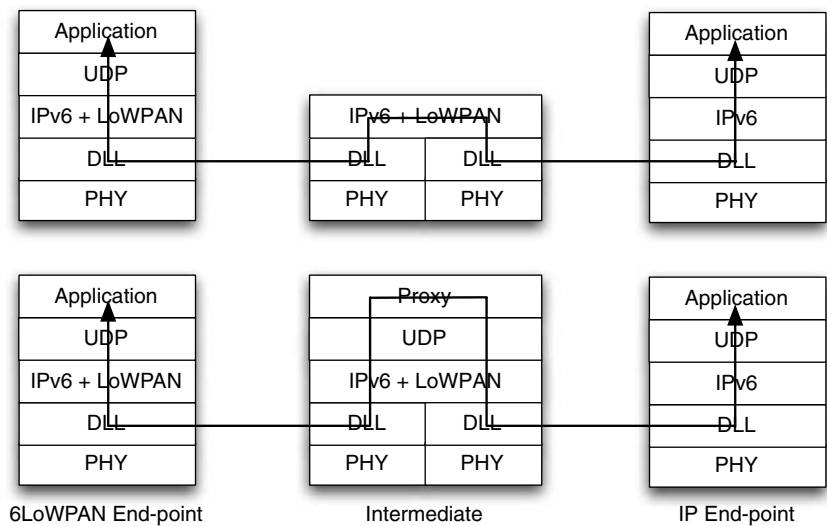 Application
UDP
IPv6 + LoWPAN
DLL
PHY
IPv6 + LoWPAN
DLL DLL
PHY PHY
Application
UDP
IPv6
DLL
PHY
Application
UDP
IPv6 + LoWPAN
DLL
PHY
Proxy
UDP
IPv6 + LoWPAN
DLL DLL
PHY PHY
Application
UDP
IPv6
DLL
PHY
6LoWPAN End-point
Intermediate
IP End-point